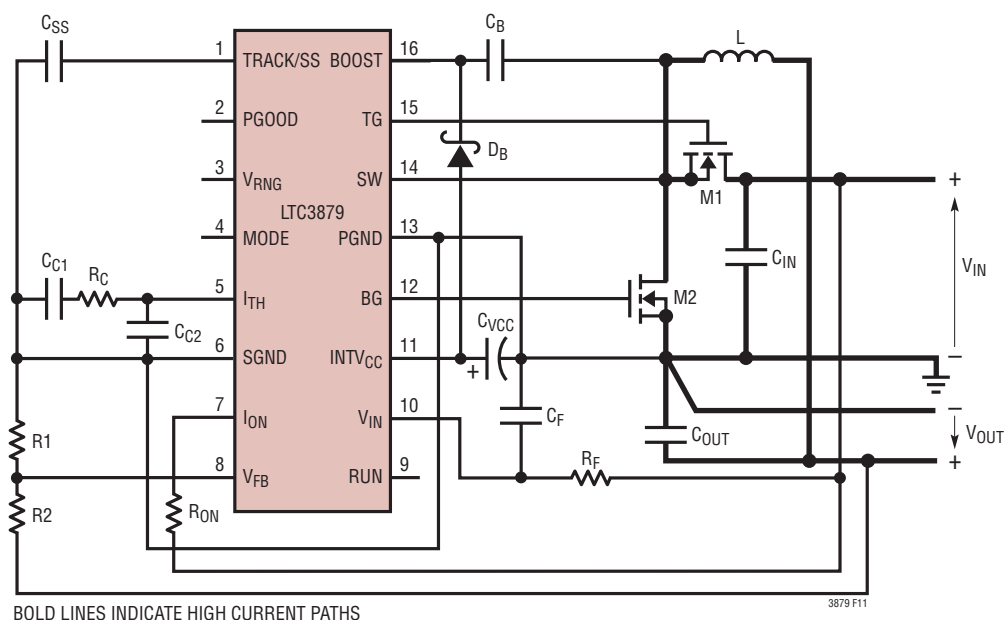 CSS
1 TRACK/SS BOOST 16
CB
L
2 PGOOD TG 15
DB
3 VRNG SW 14
M1
+
LTC3879
4 MODE PGND 13
CIN
VIN
CC1
RC
5 ITH BG 12
M2
CC2
CVCC
6 SGND INTVCC 11
+
–
7 ION VIN 10
CF
–
R1
COUT
VOUT
RF
+
8 VFB RUN 9
R2
RON
3879 F11
BOLD LINES INDICATE HIGH CURRENT PATHS